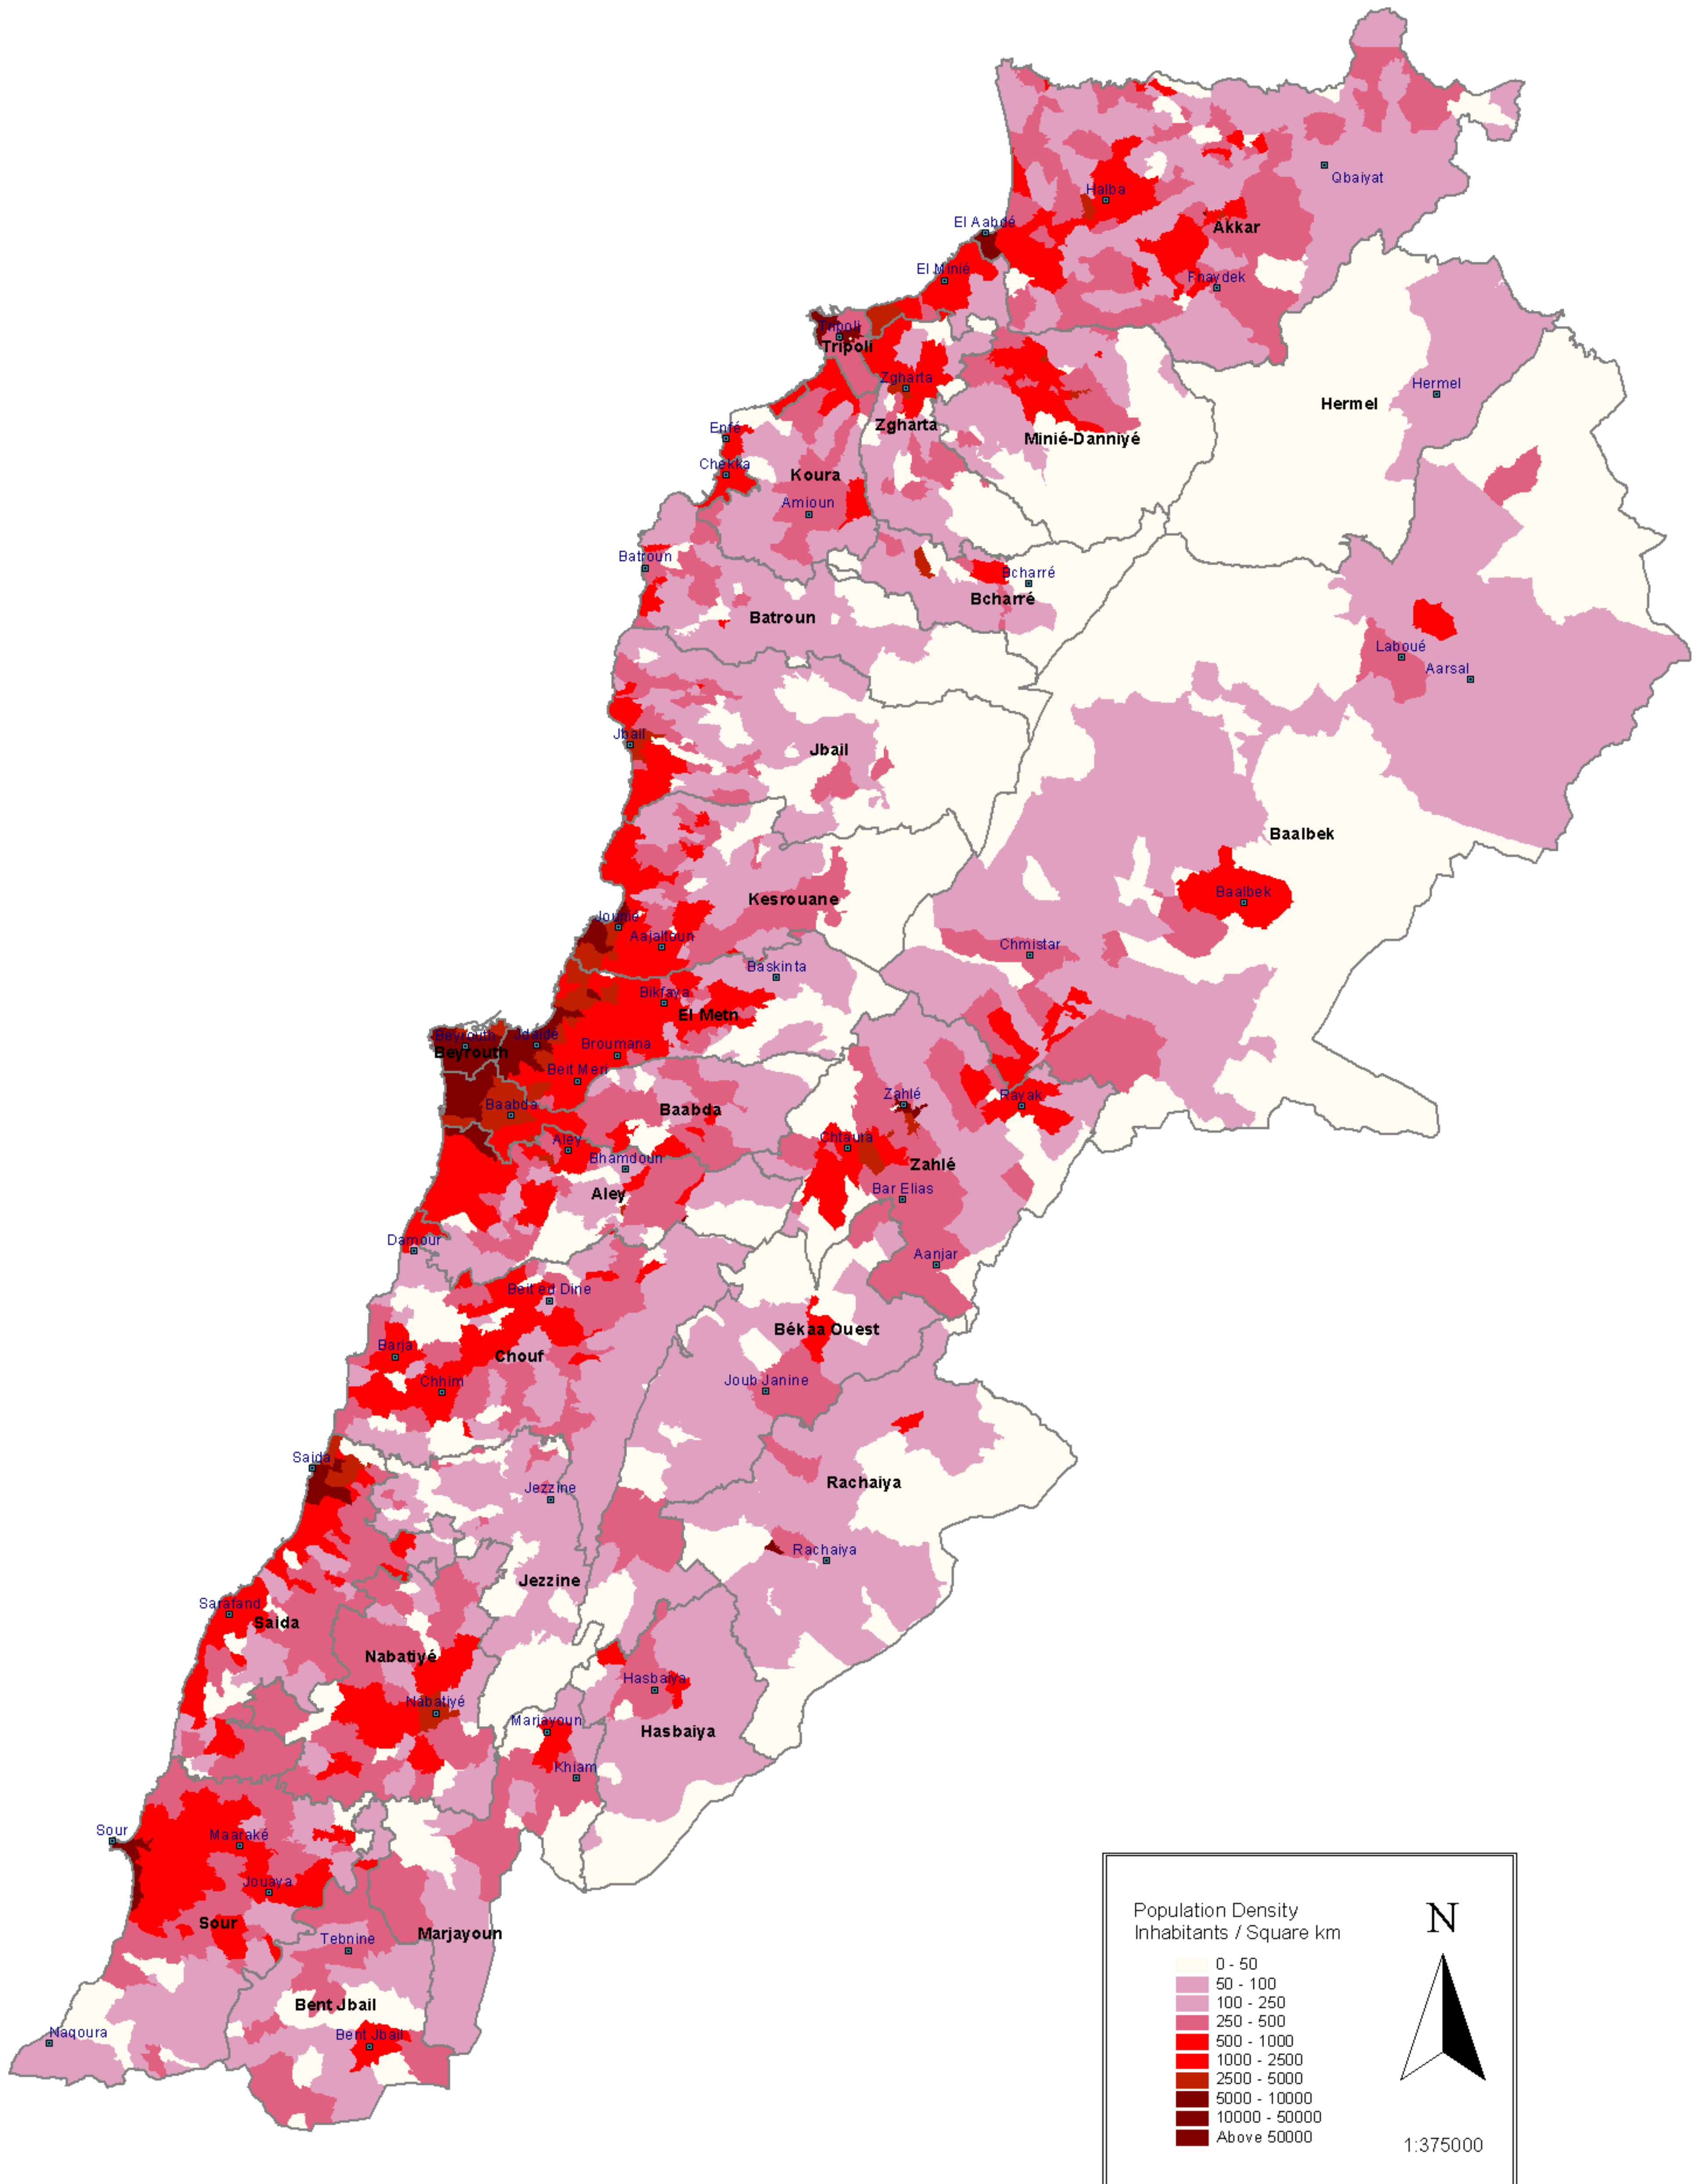 Qbaiyat
Halba
El Aabdé
Akkar
El Minié
Fnaydek
Tripoli
Tripoli
Zgharta
Hermel
Hermel
Zgharta
Enfé
Minié-Danniyé
Chekka
Koura
Amioun
Batroun
Bcharré
Bcharré
Batroun
Laboué
Aarsal
Jbail
Jbail
Baalbek
Baalbek
Kesrouane
Jounie
Aajaltoun
Chmistar
Baskinta
Bikfaya
El Metn
Beyrouth
Jdeidé
Broumana
Beyrouth
Beit Meri
Baabda
Baabda
Zahlé
Rayak
Aley
Chtaura
Bhamdoun
Zahlé
Aley
Bar Elias
Damour
Aanjar
Beit ed Dine
Békaa Ouest
Barja
Chouf
Chhim
Joub Janine
Saida
Rachaiya
Jezzine
Rachaiya
Jezzine
Sarafand
Saida
Nabatiyé
Hasbaiya
Nabatiyé
Marjayoun
Hasbaiya
Khiam
Sour
Maaraké
Jouaya
Sour
Marjayoun
Tebnine
Bent Jbail
Naqoura
Bent Jbail
Population Density
Inhabitants / Square km
N
0 - 50
50 - 100
100 - 250
250 - 500
500 - 1000
1000 - 2500
2500 - 5000
5000 - 10000
10000 - 50000
Above 50000
1:375000